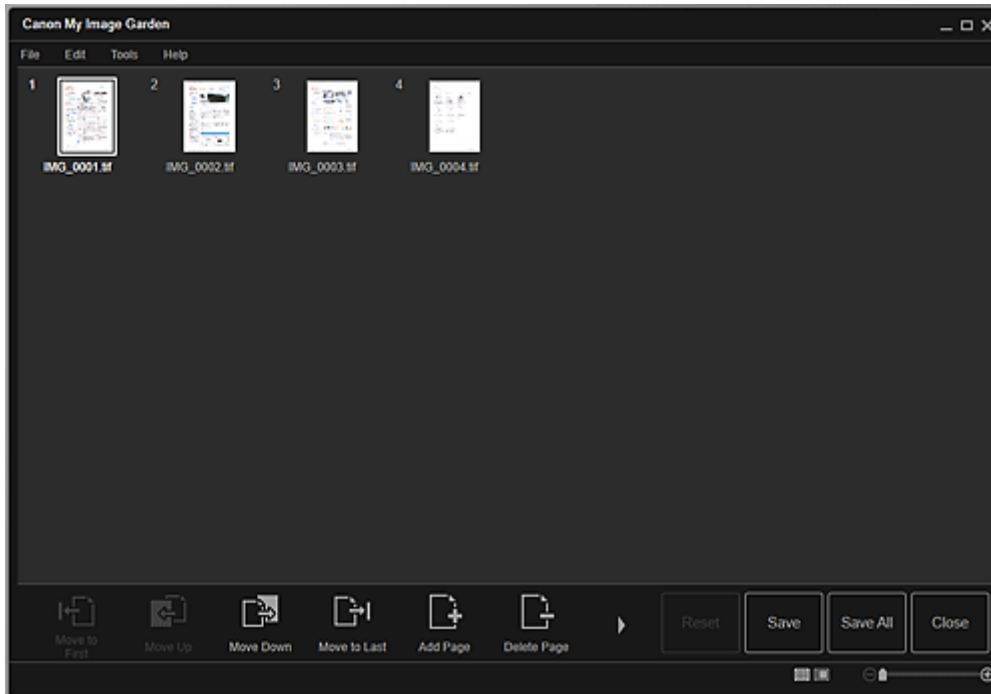 Canon My Image Garden
File Edit Tools Help
1 2 3 4
IMG_0001.tif IMG_0002.tif IMG_0003.tif IMG_0004.tif
Move to First Move Up Move Down Move to Last Add Page Delete Page Reset Save Save All Close